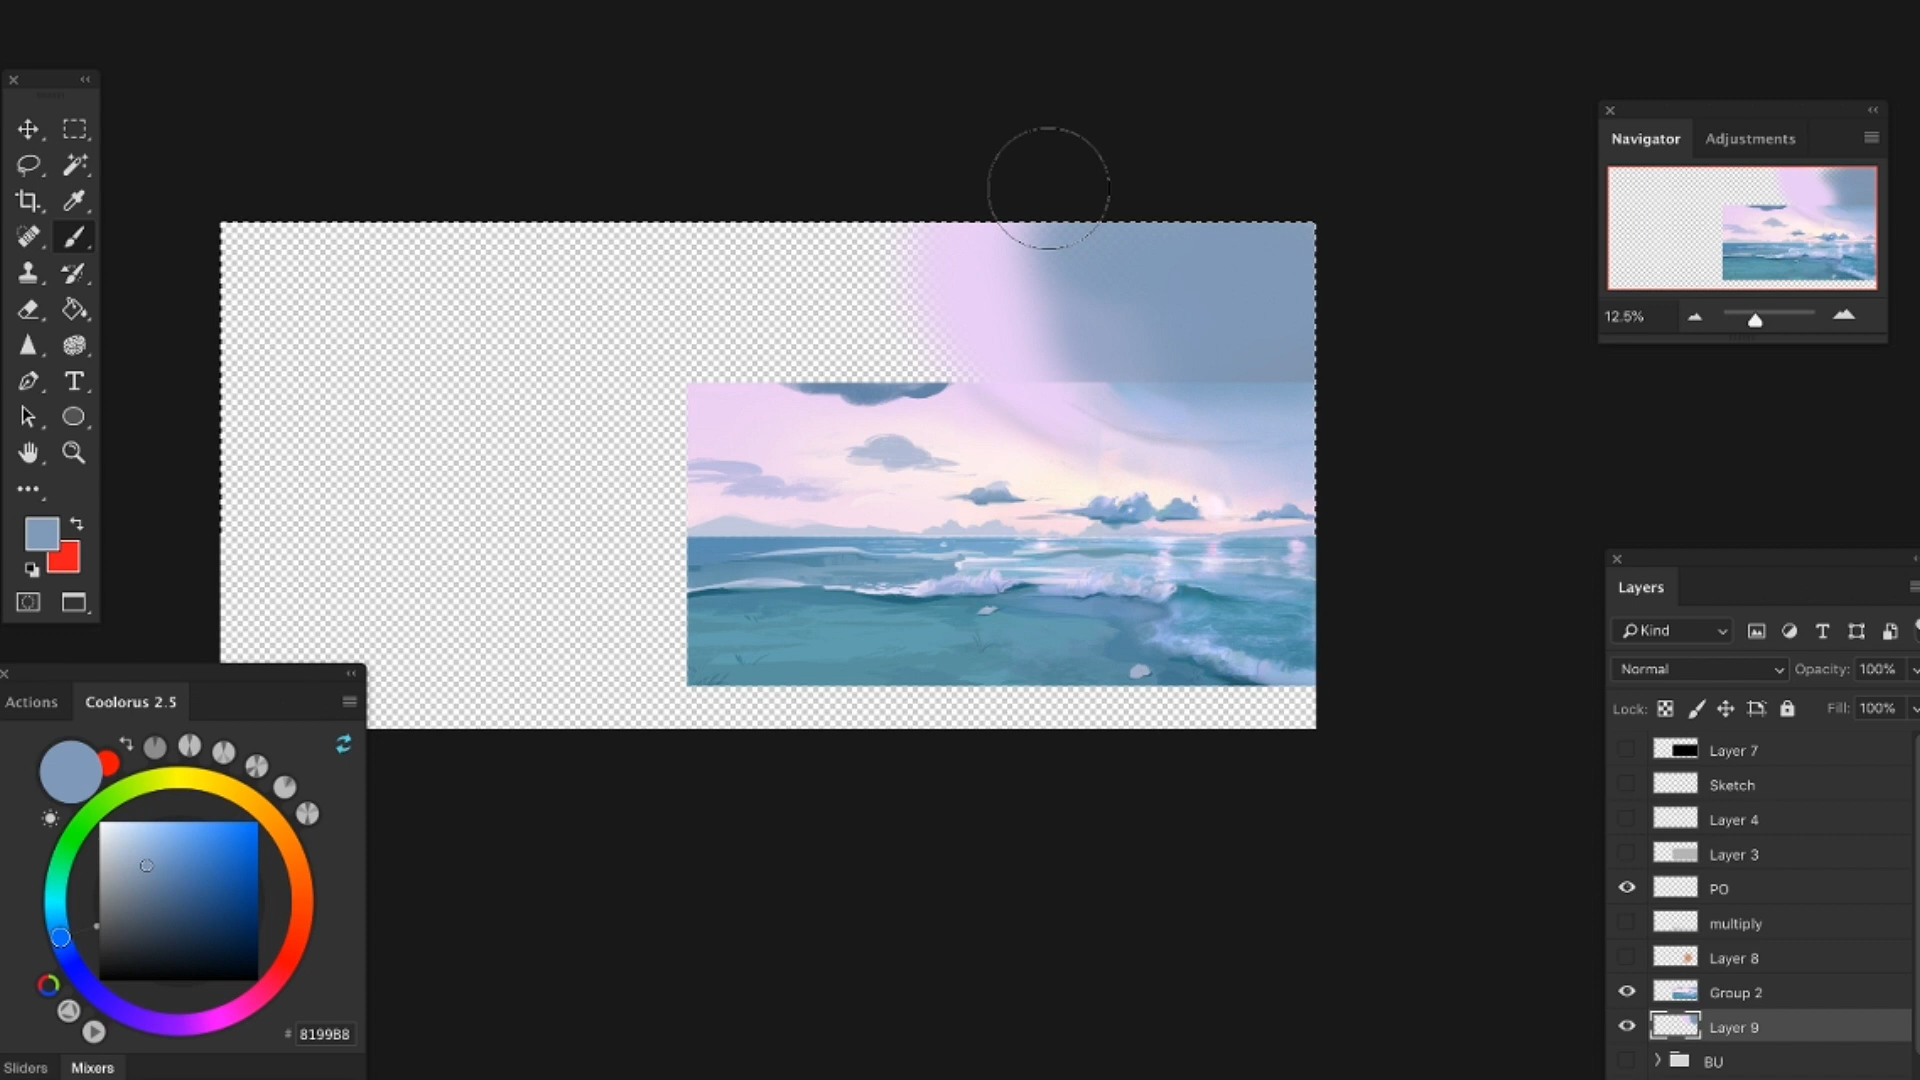 Navigator
Adjustments
12.5%
Layers
Kind
Normal
Opacity: 100%
Lock:
Fill: 100%
Layer 7
Sketch
Layer 4
Layer 3
PO
multiply
Layer 8
Group 2
Layer 9
BU
Actions
Coolorus 2.5
# 8199B8
Sliders
Mixers